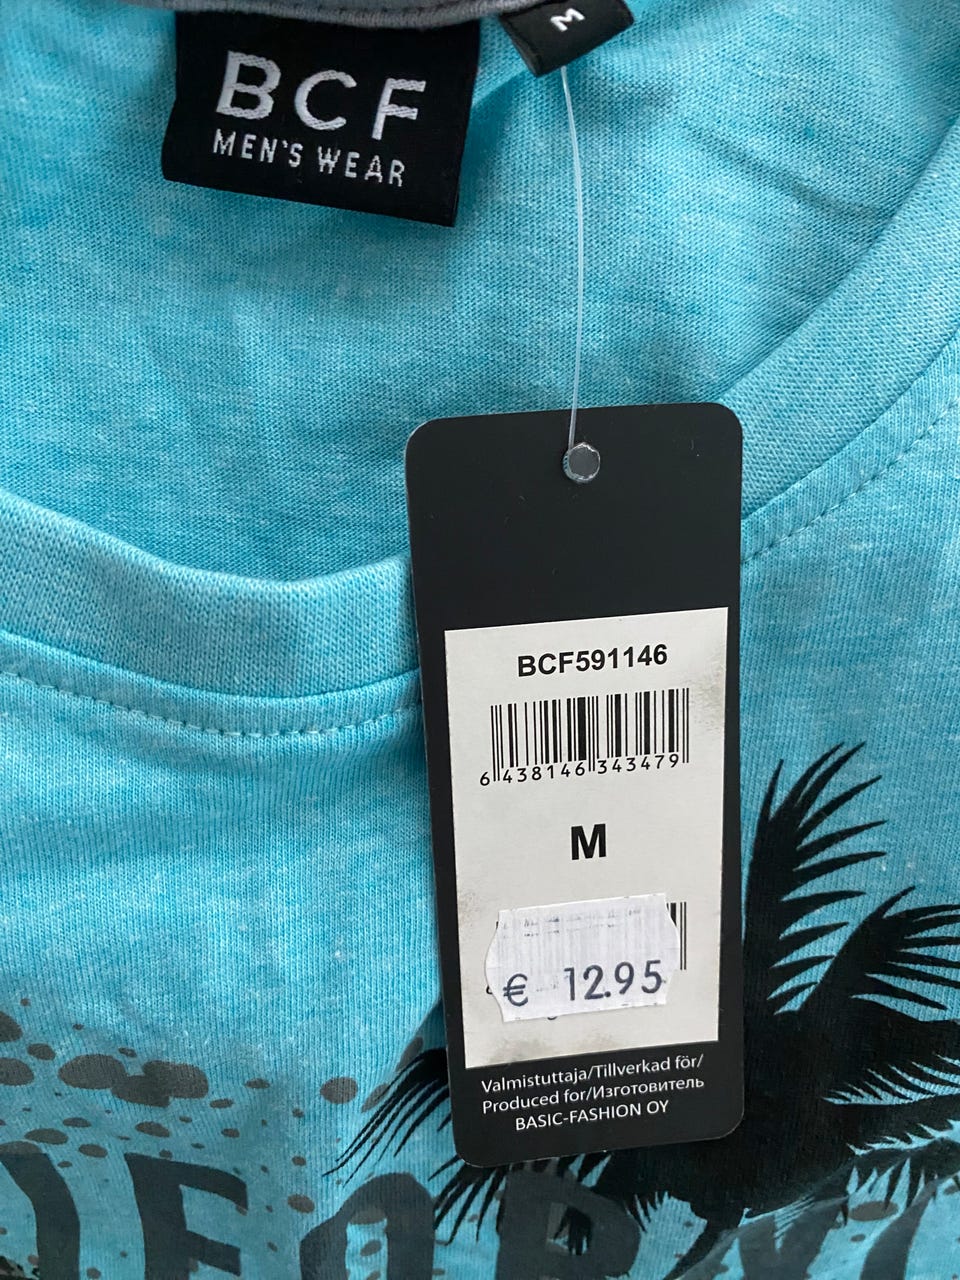 BCF
MEN'S WEAR
M
BCF591146
6 438146 343479
M
€ 12.95
Valmistuttaja/Tillverkad för/
Produced for/Изготовитель
BASIC-FASHION OY